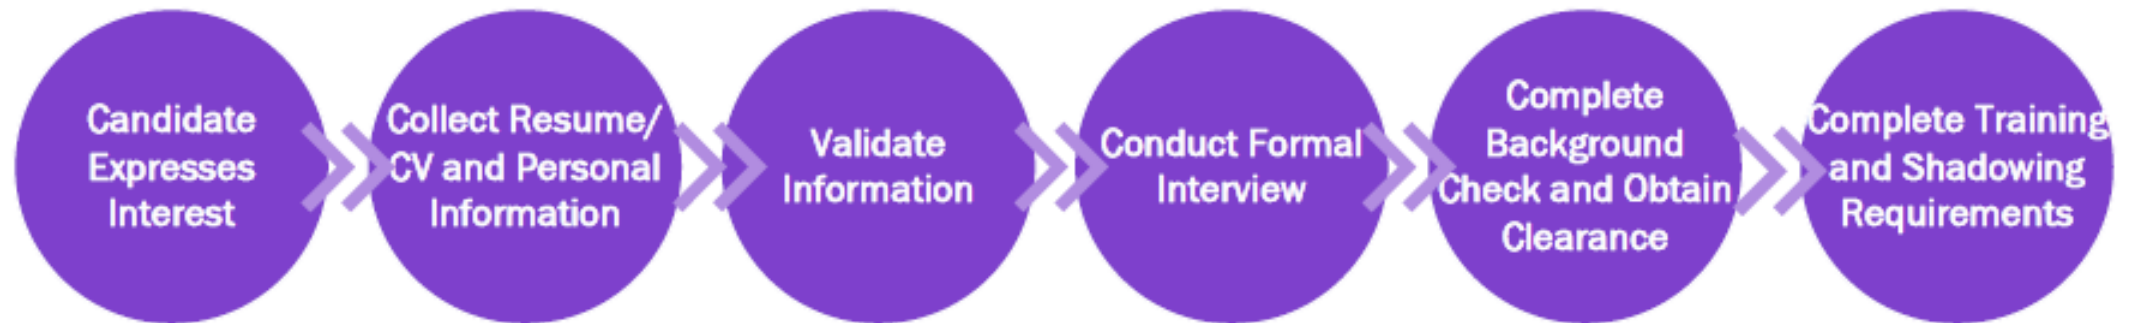 Candidate
Expresses
Interest
Collect Resume/
CV and Personal
Information
Validate
Information
Conduct Formal
Interview
Complete
Background
Check and Obtain
Clearance
Complete Training
and Shadowing
Requirements